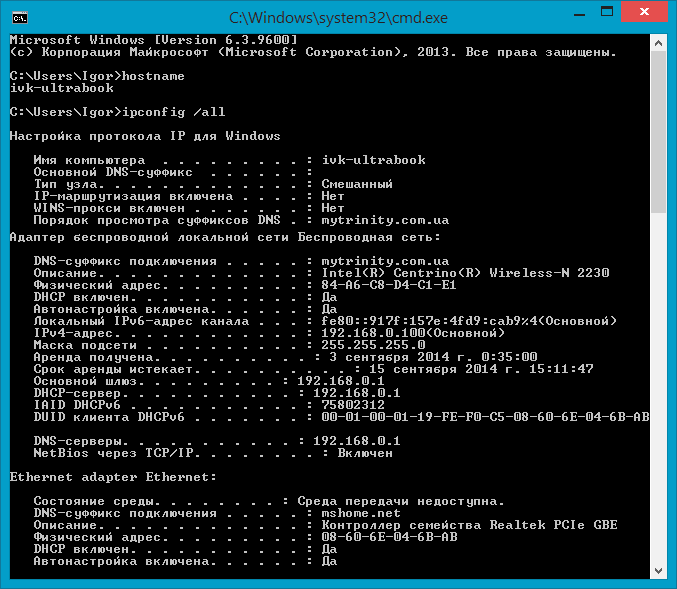 C:\Windows\system32\cmd.exe
Microsoft Windows [Version 6.3.9600]
(c) Корпорация Майкрософт (Microsoft Corporation), 2013. Все права защищены.
C:\Users\Igor>hostname
ivk-ultrabook
C:\Users\Igor>ipconfig /all
Настройка протокола IP для Windows
Имя компьютера . . . . . . . . . : ivk-ultrabook
Основной DNS-суффикс . . . . . . :
Тип узла. . . . . . . . . . . . . : Смешанный
IP-маршрутизация включена . . . . : Нет
WINS-прокси включен . . . . . . . : Нет
Порядок просмотра суффиксов DNS . : mytrinity.com.ua
Адаптер беспроводной локальной сети Беспроводная сеть:
DNS-суффикс подключения . . . . . : mytrinity.com.ua
Описание. . . . . . . . . . . . . : Intel(R) Centrino(R) Wireless-N 2230
Физический адрес. . . . . . . . . : 84-A6-C8-D4-C1-E1
DHCP включен. . . . . . . . . . . : Да
Автонастройка включена. . . . . . : Да
Локальный IPv6-адрес канала . . . : fe80::917f:157e:4fd9:cab9%4(Основной)
IPv4-адрес. . . . . . . . . . . . : 192.168.0.100(Основной)
Маска подсети . . . . . . . . . . : 255.255.255.0
Аренда получена. . . . . . . . . . : 3 сентября 2014 г. 0:35:00
Срок аренды истекает. . . . . . . . . . : 15 сентября 2014 г. 15:11:47
Основной шлюз. . . . . . . . . : 192.168.0.1
DHCP-сервер. . . . . . . . . . . : 192.168.0.1
IAID DHCPv6 . . . . . . . . . . . : 75802312
DUID клиента DHCPv6 . . . . . . . : 00-01-00-01-19-FE-F0-C5-08-60-6E-04-6B-AB
DNS-серверы. . . . . . . . . . . : 192.168.0.1
NetBios через TCP/IP. . . . . . . . : Включен
Ethernet adapter Ethernet:
Состояние среды. . . . . . . . : Среда передачи недоступна.
DNS-суффикс подключения . . . . . : mshome.net
Описание. . . . . . . . . . . . . : Контроллер семейства Realtek PCIe GBE
Физический адрес. . . . . . . . . : 08-60-6E-04-6B-AB
DHCP включен. . . . . . . . . . . : Да
Автонастройка включена. . . . . . : Да